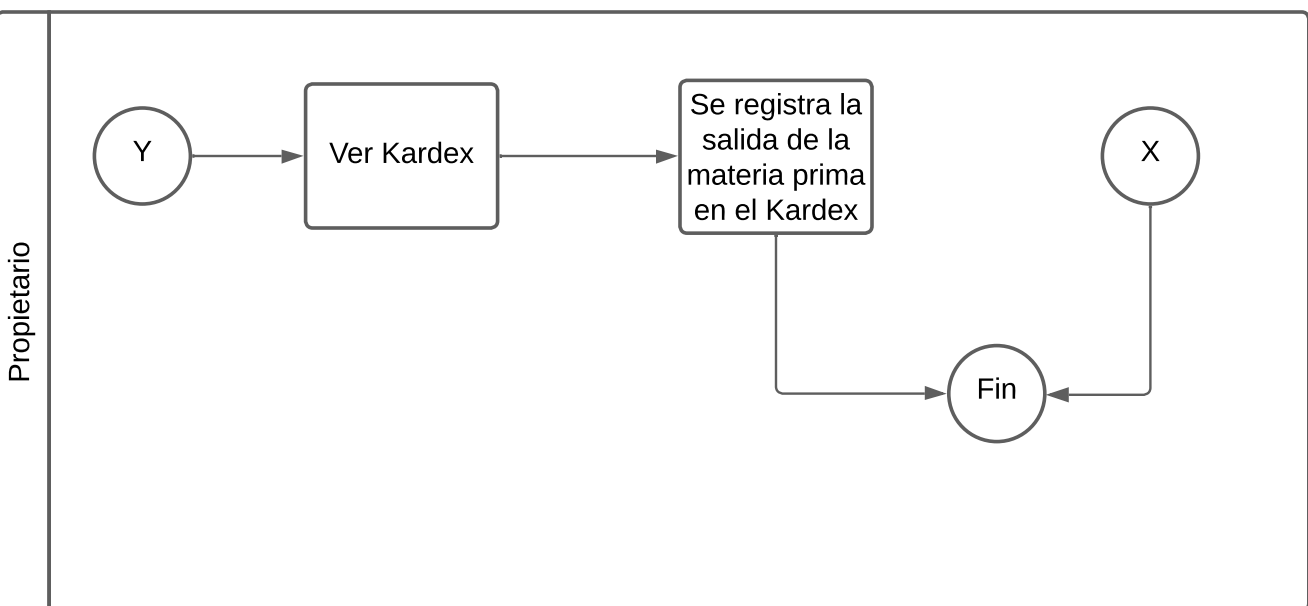 Propietario
Y
Ver Kardex
Se registra la
salida de la
materia prima
en el Kardex
X
Fin